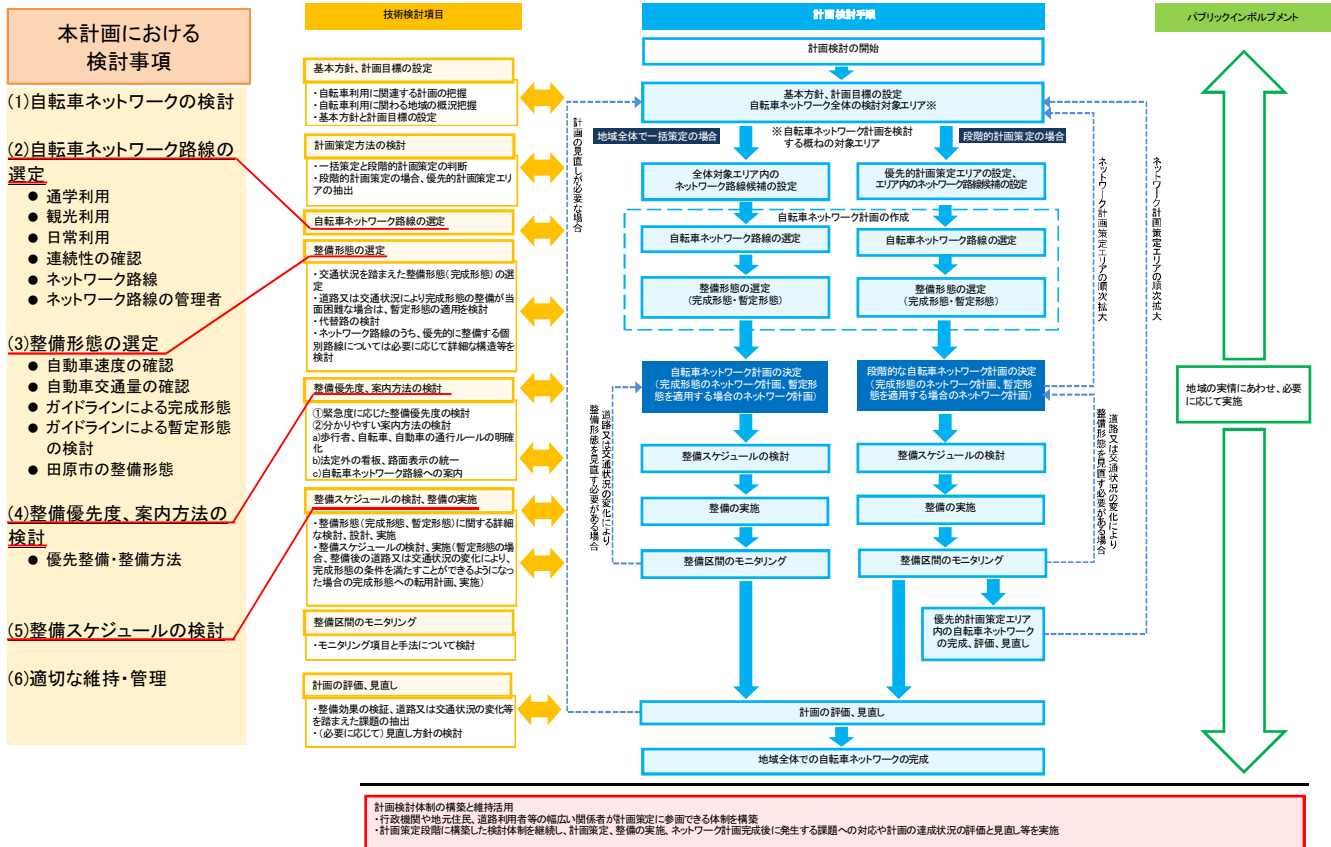 本計画における
検討事項
(1)自転車ネットワークの検討
(2)自転車ネットワーク路線の
選定
● 通学利用
● 観光利用
● 日常利用
● 連続性の確認
● ネットワーク路線
● ネットワーク路線の管理者
(3)整備形態の選定
● 自動車速度の確認
● 自動車交通量の確認
● ガイドラインによる完成形態
● ガイドラインによる暫定形態
の検討
● 田原市の整備形態
(4)整備優先度、案内方法の
検討
● 優先整備・整備方法
(5)整備スケジュールの検討
(6)適切な維持・管理
技術検討項目
基本方針、計画目標の設定
・自転車利用に関連する計画の把握
・自転車利用に関わる地域の概況把握
・基本方針と計画目標の設定
計画策定方法の検討
・一括策定と段階的計画策定の判断
・段階的計画策定の場合、優先的計画策定エリ
アの抽出
自転車ネットワーク路線の選定
整備形態の選定
・交通状況を踏まえた整備形態(完成形態)の選
定
・道路又は交通状況により完成形態の整備が当
面困難な場合は、暫定形態の適用を検討
・代替路の検討
・ネットワーク路線のうち、優先的に整備する個
別路線については必要に応じて詳細な構造等を
検討
整備優先度、案内方法の検討
①緊急度に応じた整備優先度の検討
②分かりやすい案内方法の検討
a)歩行者、自転車、自動車の通行ルールの明確
化
b)法定外の看板、路面表示の統一
c)自転車ネットワーク路線への案内
整備スケジュールの検討、整備の実施
・整備形態(完成形態、暫定形態)に関する詳細
な検討、設計、実施
・整備スケジュールの検討、実施(暫定形態の場
合、整備後の道路又は交通状況の変化により、
完成形態の条件を満たすことができるようになっ
た場合の完成形態への転用計画、実施)
整備区間のモニタリング
・モニタリング項目と手法について検討
計画の評価、見直し
・整備効果の検証、道路又は交通状況の変化等
を踏まえた課題の抽出
・(必要に応じて)見直し方針の検討
計画検討手順
計画検討の開始
基本方針、計画目標の設定
自転車ネットワーク全体の検討対象エリア※
計画の見直しが必要な場合
地域全体で一括策定の場合
※自転車ネットワーク計画を検討
する概ねの対象エリア
段階的計画策定の場合
全体対象エリア内の
ネットワーク路線候補の設定
優先的計画策定エリアの設定、
エリア内のネットワーク路線候補の設定
自転車ネットワーク計画の作成
自転車ネットワーク路線の選定
自転車ネットワーク路線の選定
整備形態の選定
(完成形態・暫定形態)
整備形態の選定
(完成形態・暫定形態)
自転車ネットワーク計画の決定
(完成形態のネットワーク計画、暫定形
態を適用する場合のネットワーク計画)
段階的な自転車ネットワーク計画の決定
(完成形態のネットワーク計画、暫定形
態を適用する場合のネットワーク計画)
道路又は交通状況の変化により
整備形態を見直す必要がある場合
整備スケジュールの検討
整備スケジュールの検討
整備の実施
整備の実施
整備区間のモニタリング
整備区間のモニタリング
道路又は交通状況の変化により
整備形態を見直す必要がある場合
優先的計画策定エリア
内の自転車ネットワーク
の完成、評価、見直し
ネットワーク計画策定エリアの順次拡大
ネットワーク計画策定エリアの順次拡大
計画の評価、見直し
地域全体での自転車ネットワークの完成
パブリックインボルブメント
地域の実情にあわせ、必要
に応じて実施
計画検討体制の構築と維持活用
・行政機関や地元住民、道路利用者等の幅広い関係者が計画策定に参画できる体制を構築
・計画策定段階に構築した検討体制を継続し、計画策定、整備の実施、ネットワーク計画完成後に発生する課題への対応や計画の達成状況の評価と見直し等を実施